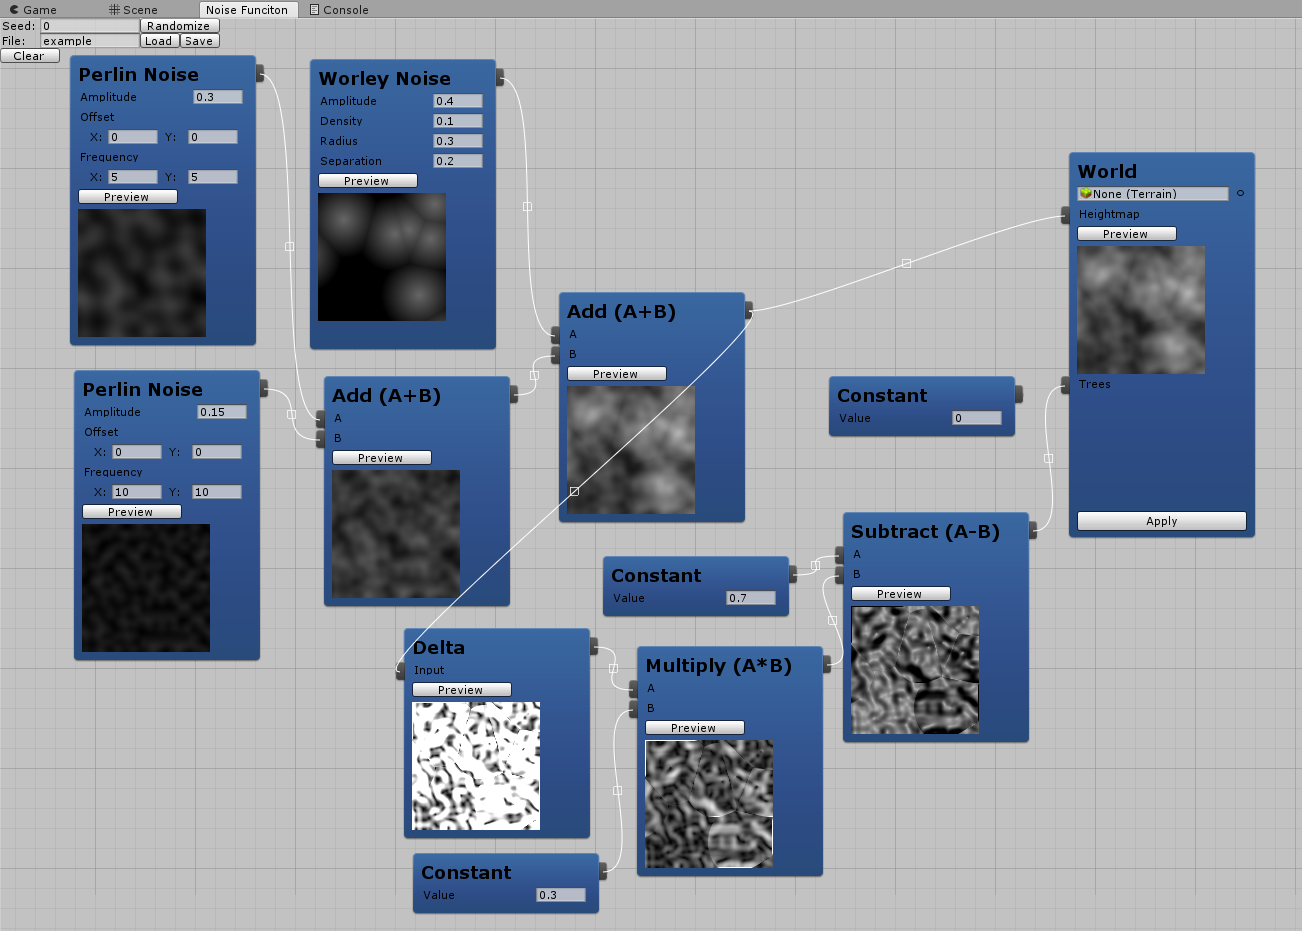 Game Scene Noise Funciton Console
Seed: 0 Randomize
File: example Load Save
Clear
Perlin Noise
Amplitude 0.3
Offset
X: 0 Y: 0
Frequency
X: 5 Y: 5
Preview
Worley Noise
Amplitude 0.4
Density 0.1
Radius 0.3
Separation 0.2
Preview
World
None (Terrain)
Heightmap
Preview
Trees
Apply
Add (A+B)
A
B
Preview
Perlin Noise
Amplitude 0.15
Offset
X: 0 Y: 0
Frequency
X: 10 Y: 10
Preview
Add (A+B)
A
B
Preview
Constant
Value 0
Subtract (A-B)
A
B
Preview
Constant
Value 0.7
Delta
Input
Preview
Multiply (A*B)
A
B
Preview
Constant
Value 0.3